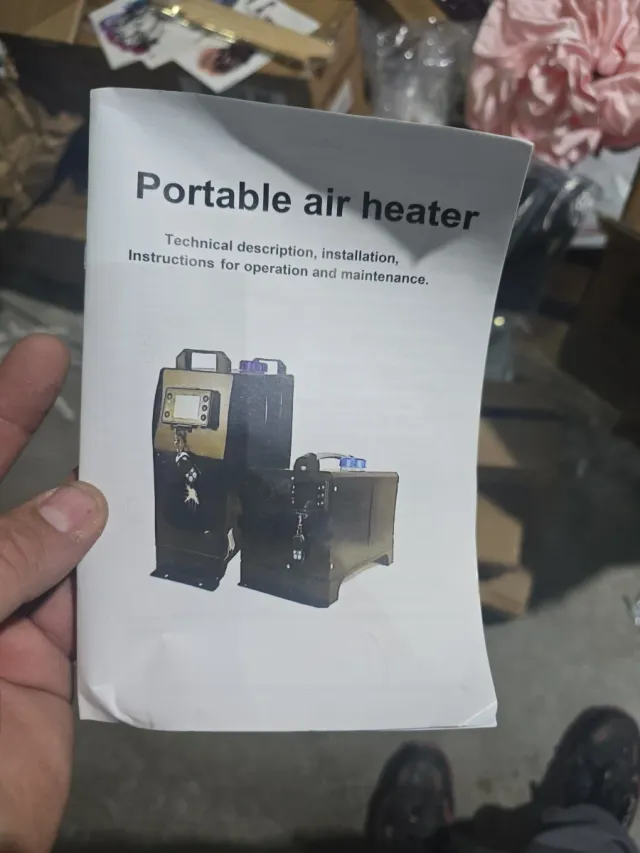 Portable air heater
Technical description, installation,
Instructions for operation and maintenance.